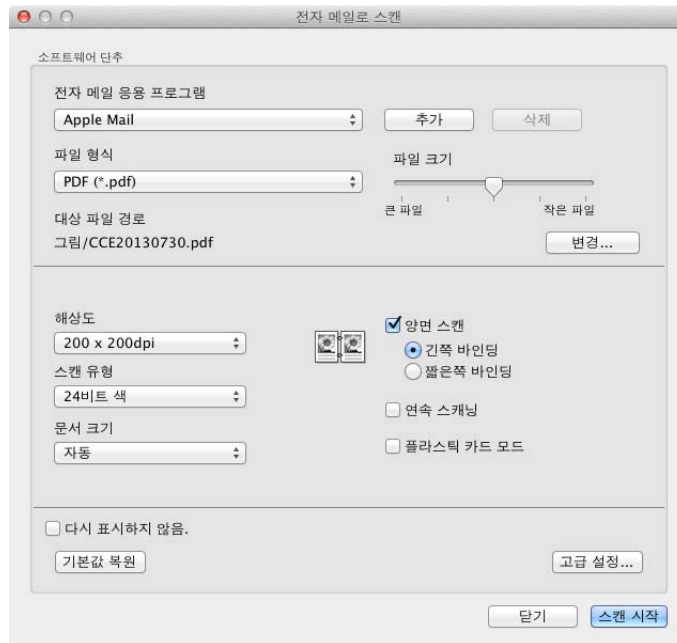 전자 메일로 스캔
소프트웨어 단추
전자 메일 응용 프로그램
Apple Mail
추가
삭제
파일 형식
파일 크기
PDF (*.pdf)
큰 파일
작은 파일
대상 파일 경로
그림/CCE20130730.pdf
변경...
해상도
200 x 200dpi
스캔 유형
24비트 색
문서 크기
자동
양면 스캔
긴쪽 바인딩
짧은쪽 바인딩
연속 스캐닝
플라스틱 카드 모드
다시 표시하지 않음.
기본값 복원
고급 설정...
닫기
스캔 시작